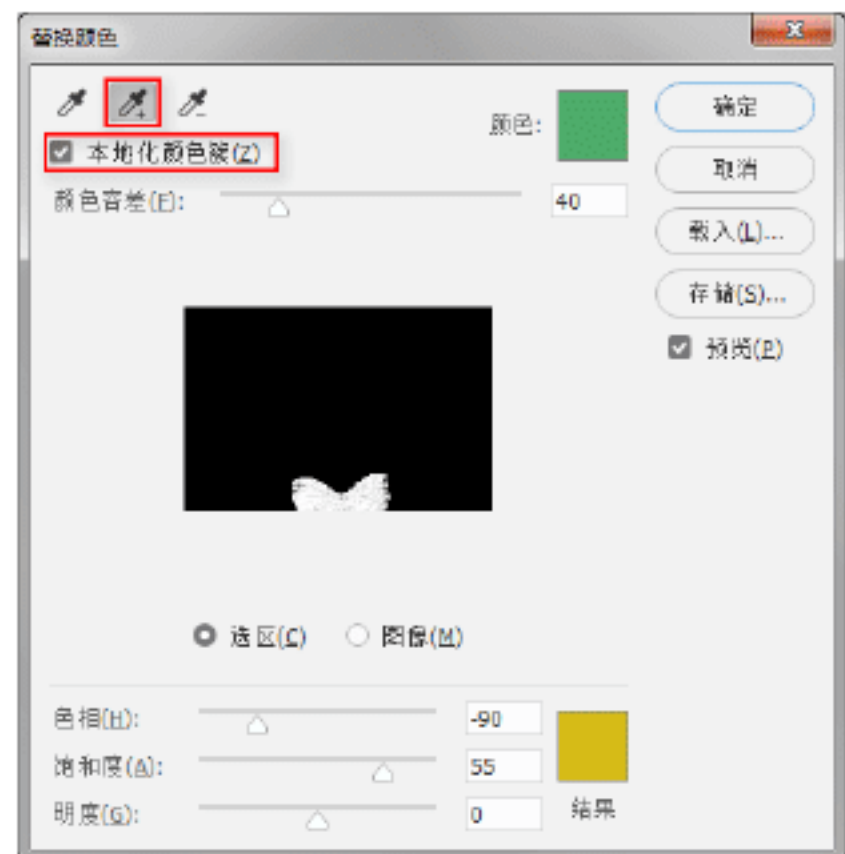 替换颜色
颜色:
确定
本地化颜色簇(Z)
取消
颜色容差(F):
40
载入(L)...
存储(S)...
预览(P)
选区(C)
图像(M)
色相(H):
-90
饱和度(A):
55
明度(G):
0
结果